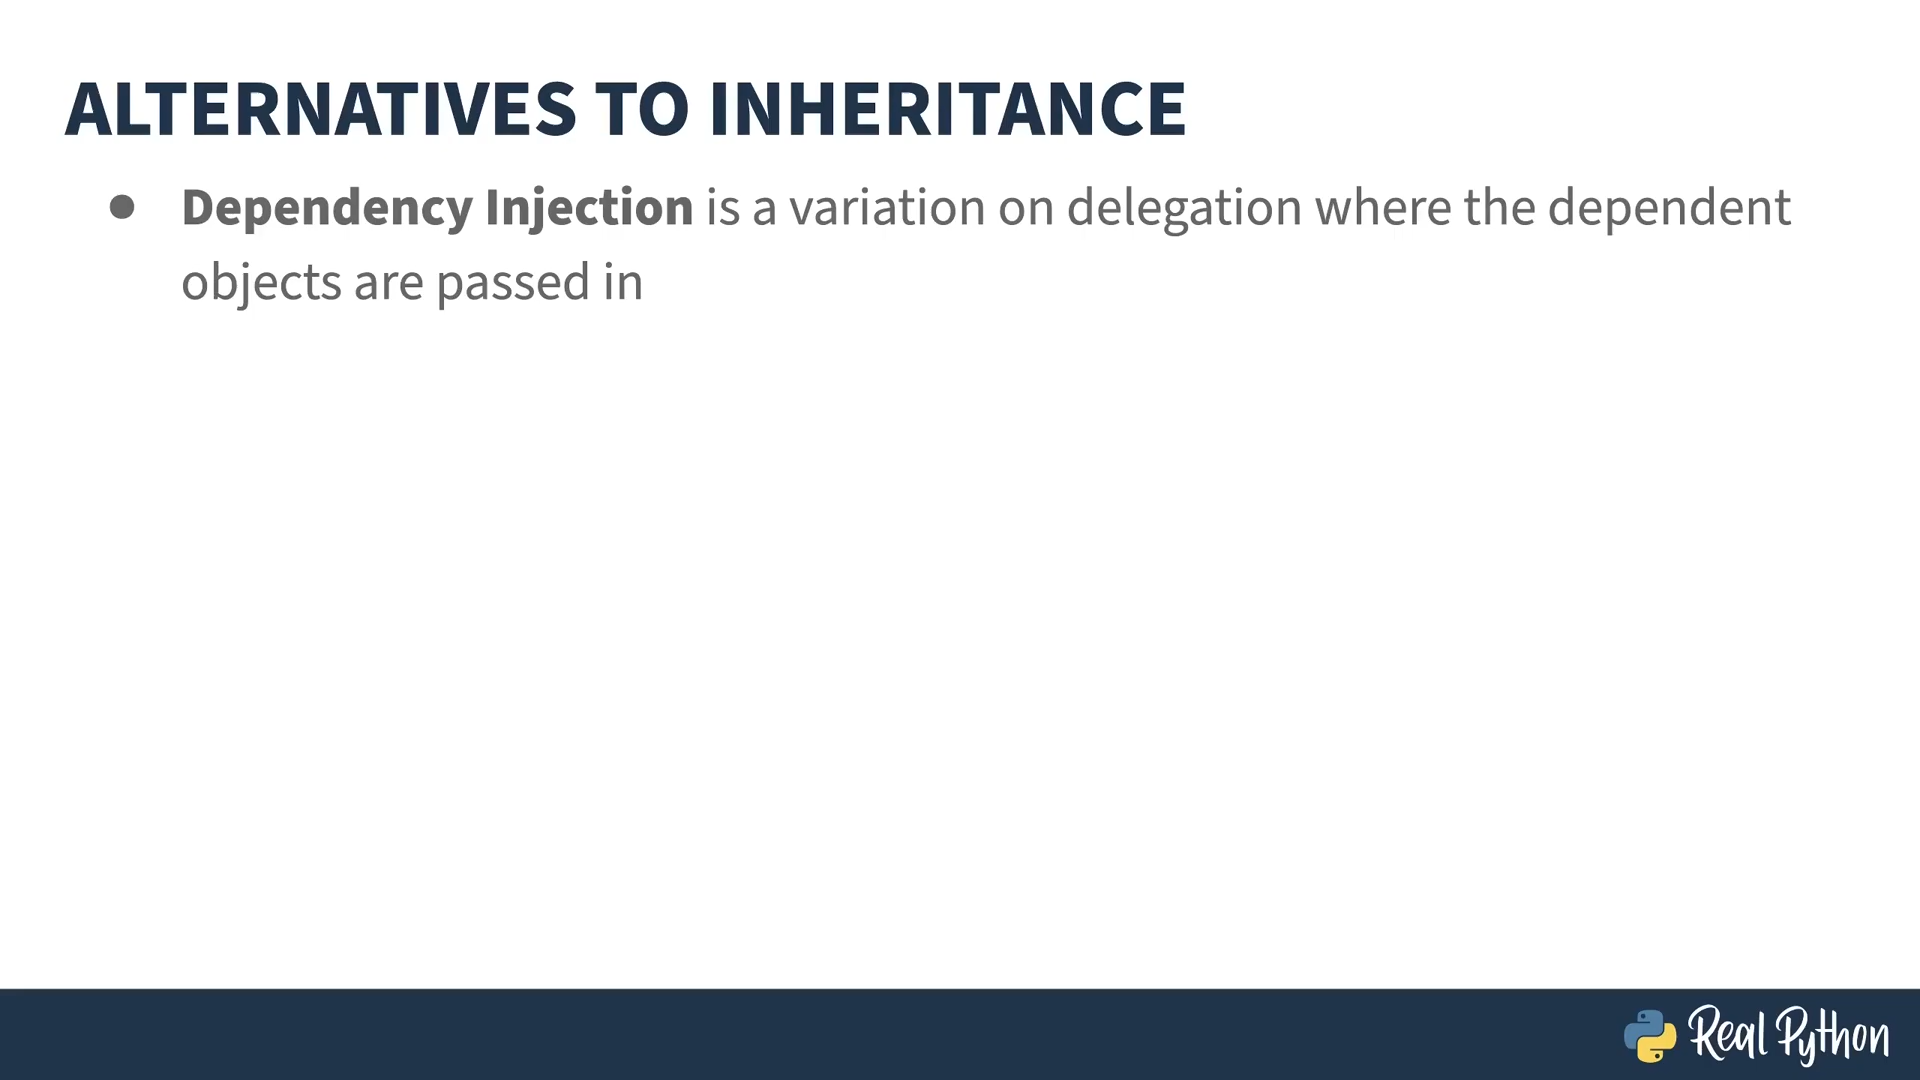 ALTERNATIVES TO INHERITANCE
● Dependency Injection is a variation on delegation where the dependent
objects are passed in
Real Python